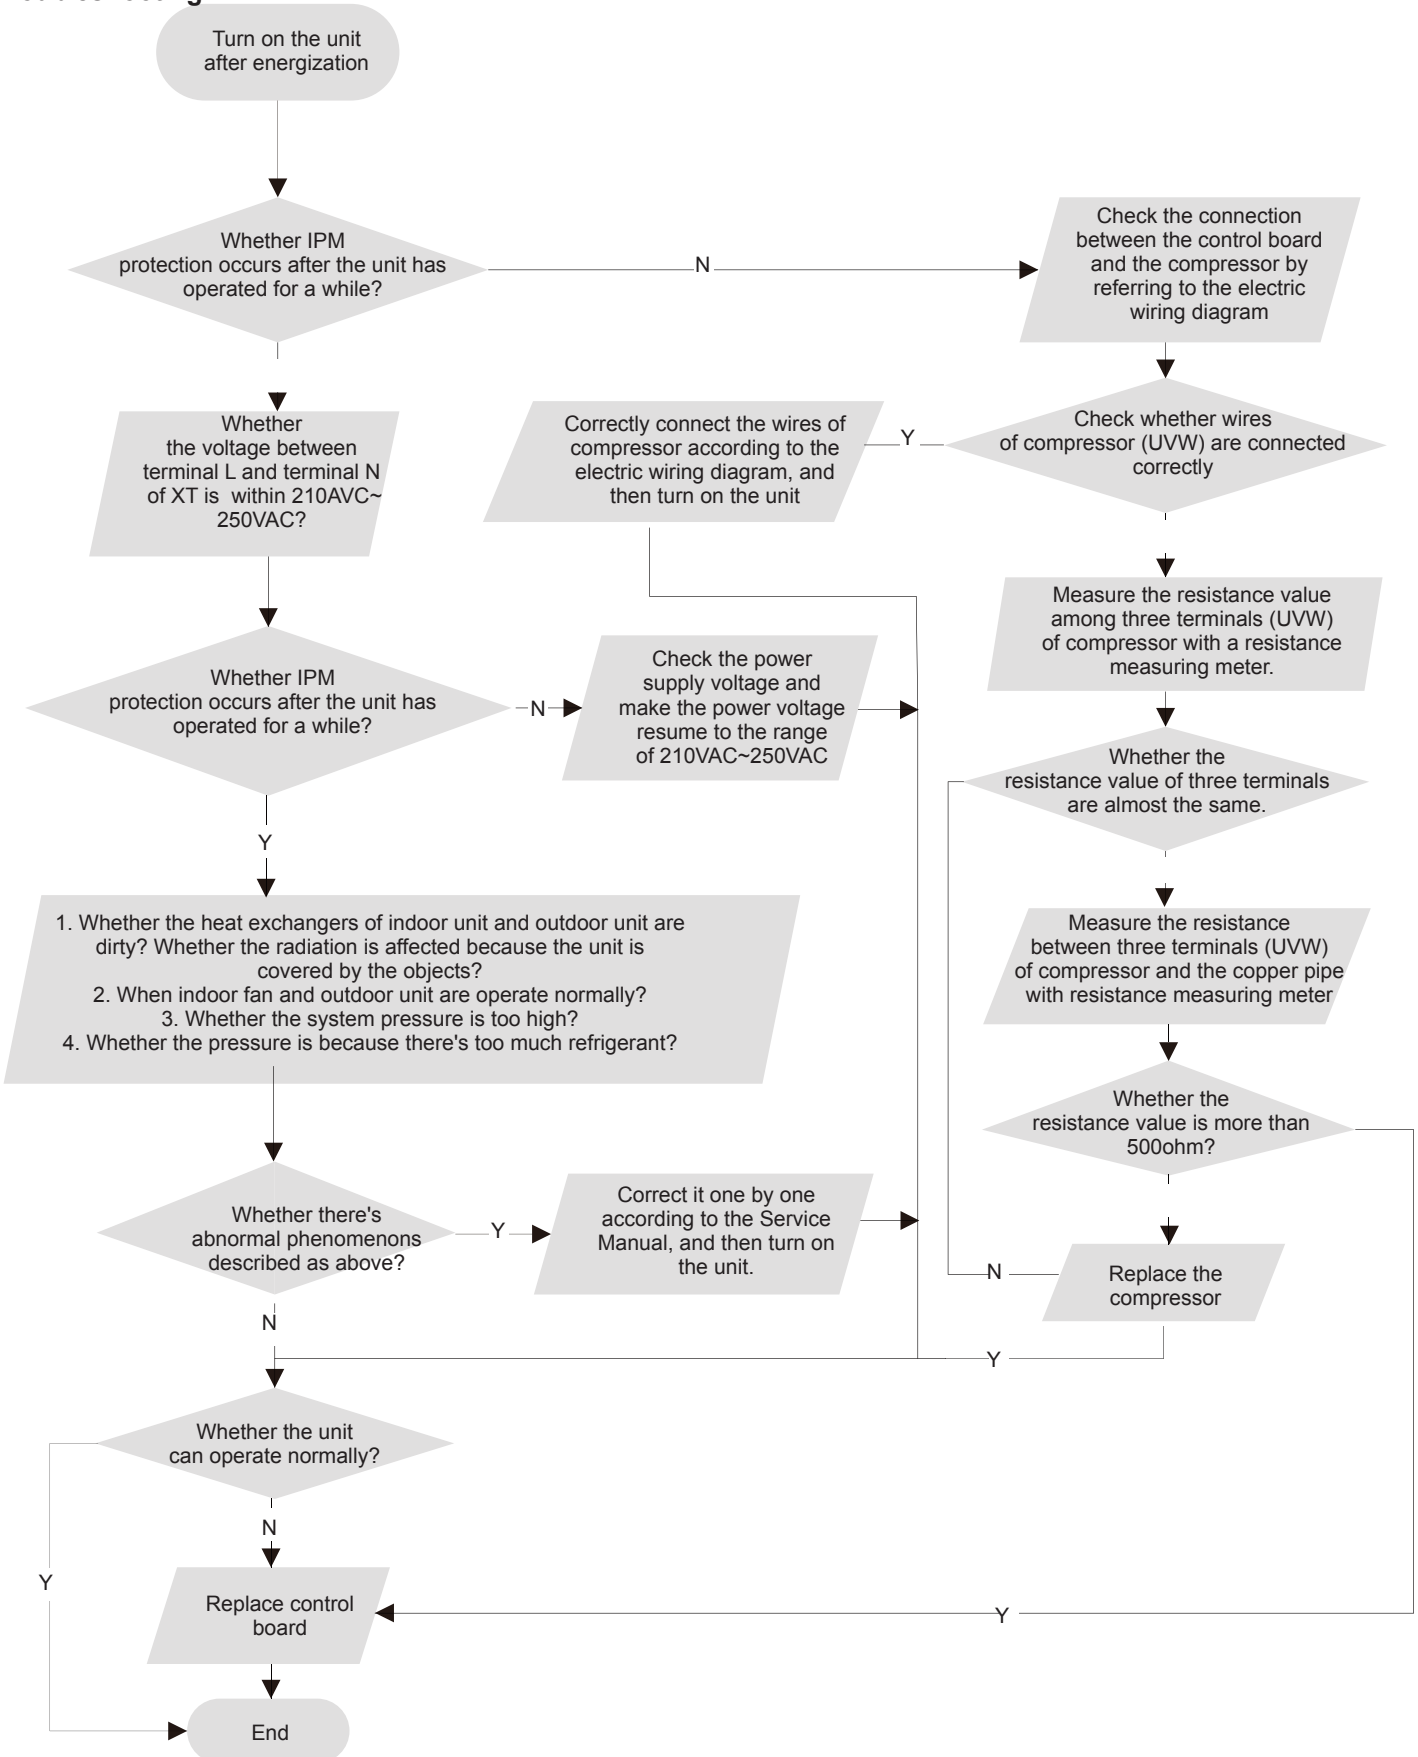 Turn on the unit
after energization
Whether IPM
protection occurs after the unit has
operated for a while?
N
Check the connection
between the control board
and the compressor by
referring to the electric
wiring diagram
Whether
the voltage between
terminal L and terminal N
of XT is within 210AVC~
250VAC?
Correctly connect the wires of
compressor according to the
electric wiring diagram, and
then turn on the unit
Y
Check whether wires
of compressor (UVW) are connected
correctly
Measure the resistance value
among three terminals (UVW)
of compressor with a resistance
measuring meter.
Whether IPM
protection occurs after the unit has
operated for a while?
N
Check the power
supply voltage and
make the power voltage
resume to the range
of 210VAC~250VAC
Whether the
resistance value of three terminals
are almost the same.
Y
1. Whether the heat exchangers of indoor unit and outdoor unit are
dirty? Whether the radiation is affected because the unit is
covered by the objects?
2. When indoor fan and outdoor unit are operate normally?
3. Whether the system pressure is too high?
4. Whether the pressure is because there's too much refrigerant?
Measure the resistance
between three terminals (UVW)
of compressor and the copper pipe
with resistance measuring meter
Whether the
resistance value is more than
500ohm?
Whether there's
abnormal phenomenons
described as above?
Y
Correct it one by one
according to the Service
Manual, and then turn on
the unit.
N
Replace the
compressor
N
Y
Whether the unit
can operate normally?
N
Y
Replace control
board
Y
End